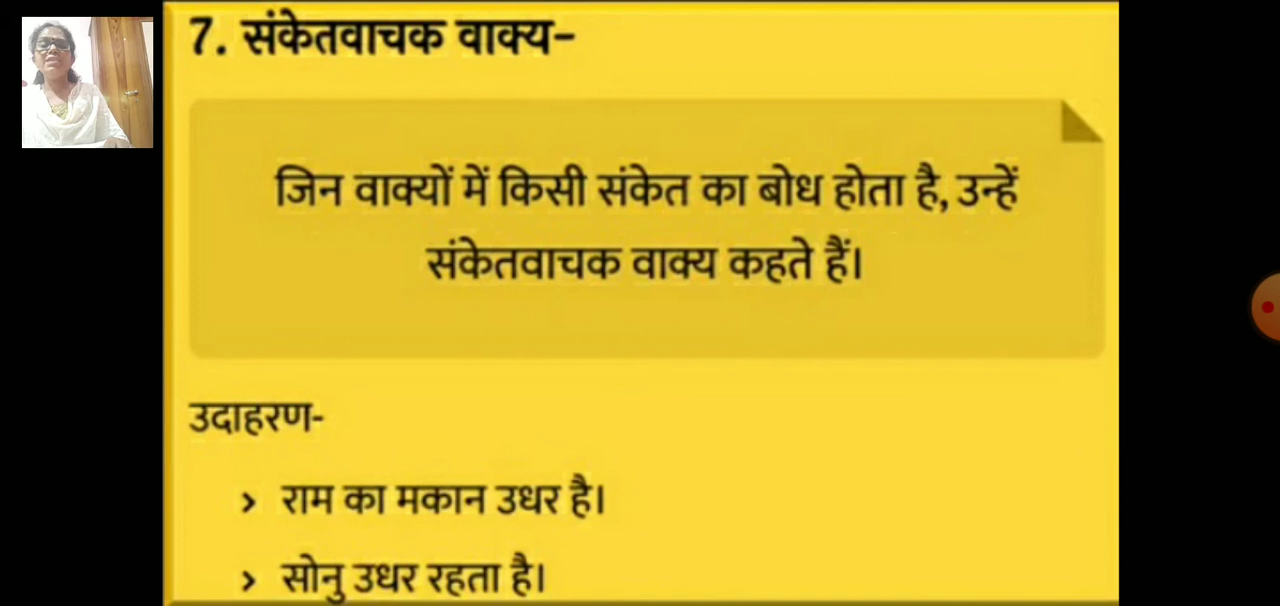 7. संकेतवाचक वाक्य-
जिन वाक्यों में किसी संकेत का बोध होता है, उन्हें
संकेतवाचक वाक्य कहते हैं।
उदाहरण-
› राम का मकान उधर है।
› सोनु उधर रहता है।